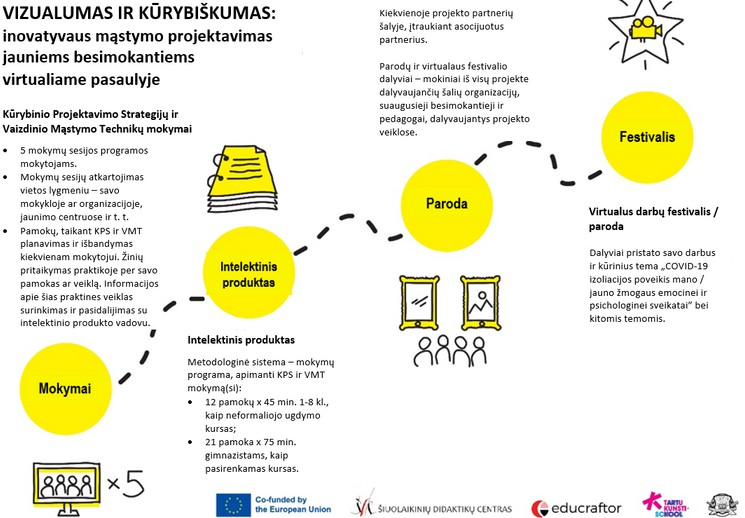 VIZUALUMAS IR KŪRYBIŠKUMAS:
inovatyvaus mąstymo projektavimas
jauniems besimokantiems
virtualiame pasaulyje
Kūrybinio Projektavimo Strategijų ir
Vaizdinio Mąstymo Technikų mokymai
• 5 mokymų sesijos programos
mokytojams.
• Mokymų sesijų atkartojimas
vietos lygmeniu – savo
mokykloje ar organizacijoje,
jaunimo centruose ir t. t.
• Pamokų, taikant KPS ir VMT
planavimas ir išbandymas
kiekvienam mokytojui. Žinių
pritaikymas praktikoje per savo
pamokas ar veiklą. Informacijos
apie šias praktines veiklas
surinkimas ir pasidalijimas su
intelektinio produkto vadovu.
Mokymai
×5
Intelektinis
produktas
Intelektinis produktas
Metodologinė sistema – mokymų
programa, apimanti KPS ir VMT
mokymą(si):
• 12 pamokų x 45 min. 1-8 kl.,
kaip neformaliojo ugdymo
kursas;
• 21 pamoka x 75 min.
gimnazistams, kaip
pasirenkamas kursas.
Kiekvienoje projekto partnerių
šalyje, įtraukiant asocijuotus
partnerius.
Parodų ir virtualaus festivalio
dalyviai – mokiniai iš visų projekte
dalyvaujančių šalių organizacijų,
suaugusieji besimokantieji ir
pedagogai, dalyvaujantys projekto
veiklose.
Paroda
Festivalis
Virtualus darbų festivalis /
paroda
Dalyviai pristato savo darbus
ir kūrinius tema „COVID-19
izoliacijos poveikis mano /
jauno žmogaus emocinei ir
psichologinei sveikatai“ bei
kitomis temomis.
Co-funded by
the European Union
ŠIUOLAIKINIŲ DIDAKTIKŲ CENTRAS
educraftor
TARTU
KUNSTI-
SCHOOL